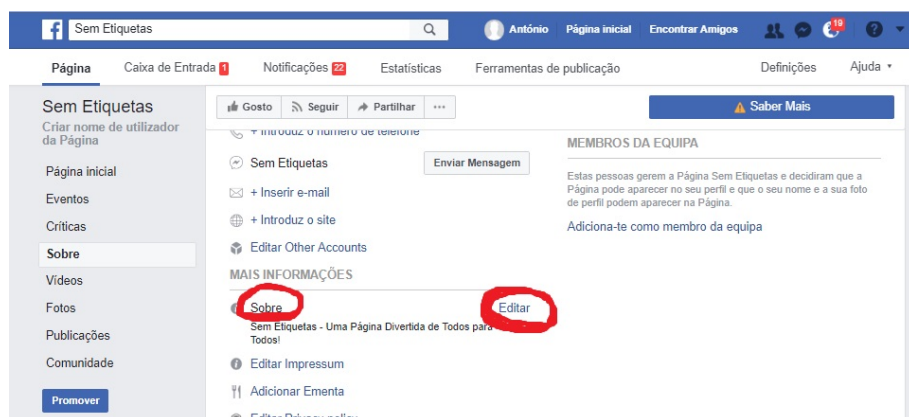 Sem Etiquetas
António Página inicial Encontrar Amigos 19
Página Caixa de Entrada 1 Notificações 22 Estatísticas Ferramentas de publicação Definições Ajuda
Sem Etiquetas
Criar nome de utilizador
da Página
Página inicial
Eventos
Críticas
Sobre
Vídeos
Fotos
Publicações
Comunidade
Promover
Gosto Seguir Partilhar ...
Saber Mais
+ Introduz o número de telefone
Sem Etiquetas Enviar Mensagem
+ Inserir e-mail
+ Introduz o site
Editar Other Accounts
MAIS INFORMAÇÕES
Sobre Editar
Sem Etiquetas - Uma Página Divertida de Todos para
Todos!
Editar Impressum
Adicionar Ementa
Editar Privacy policy
MEMBROS DA EQUIPA
Estas pessoas gerem a Página Sem Etiquetas e decidiram que a
Página pode aparecer no seu perfil e que o seu nome e a sua foto
de perfil podem aparecer na Página.
Adiciona-te como membro da equipa